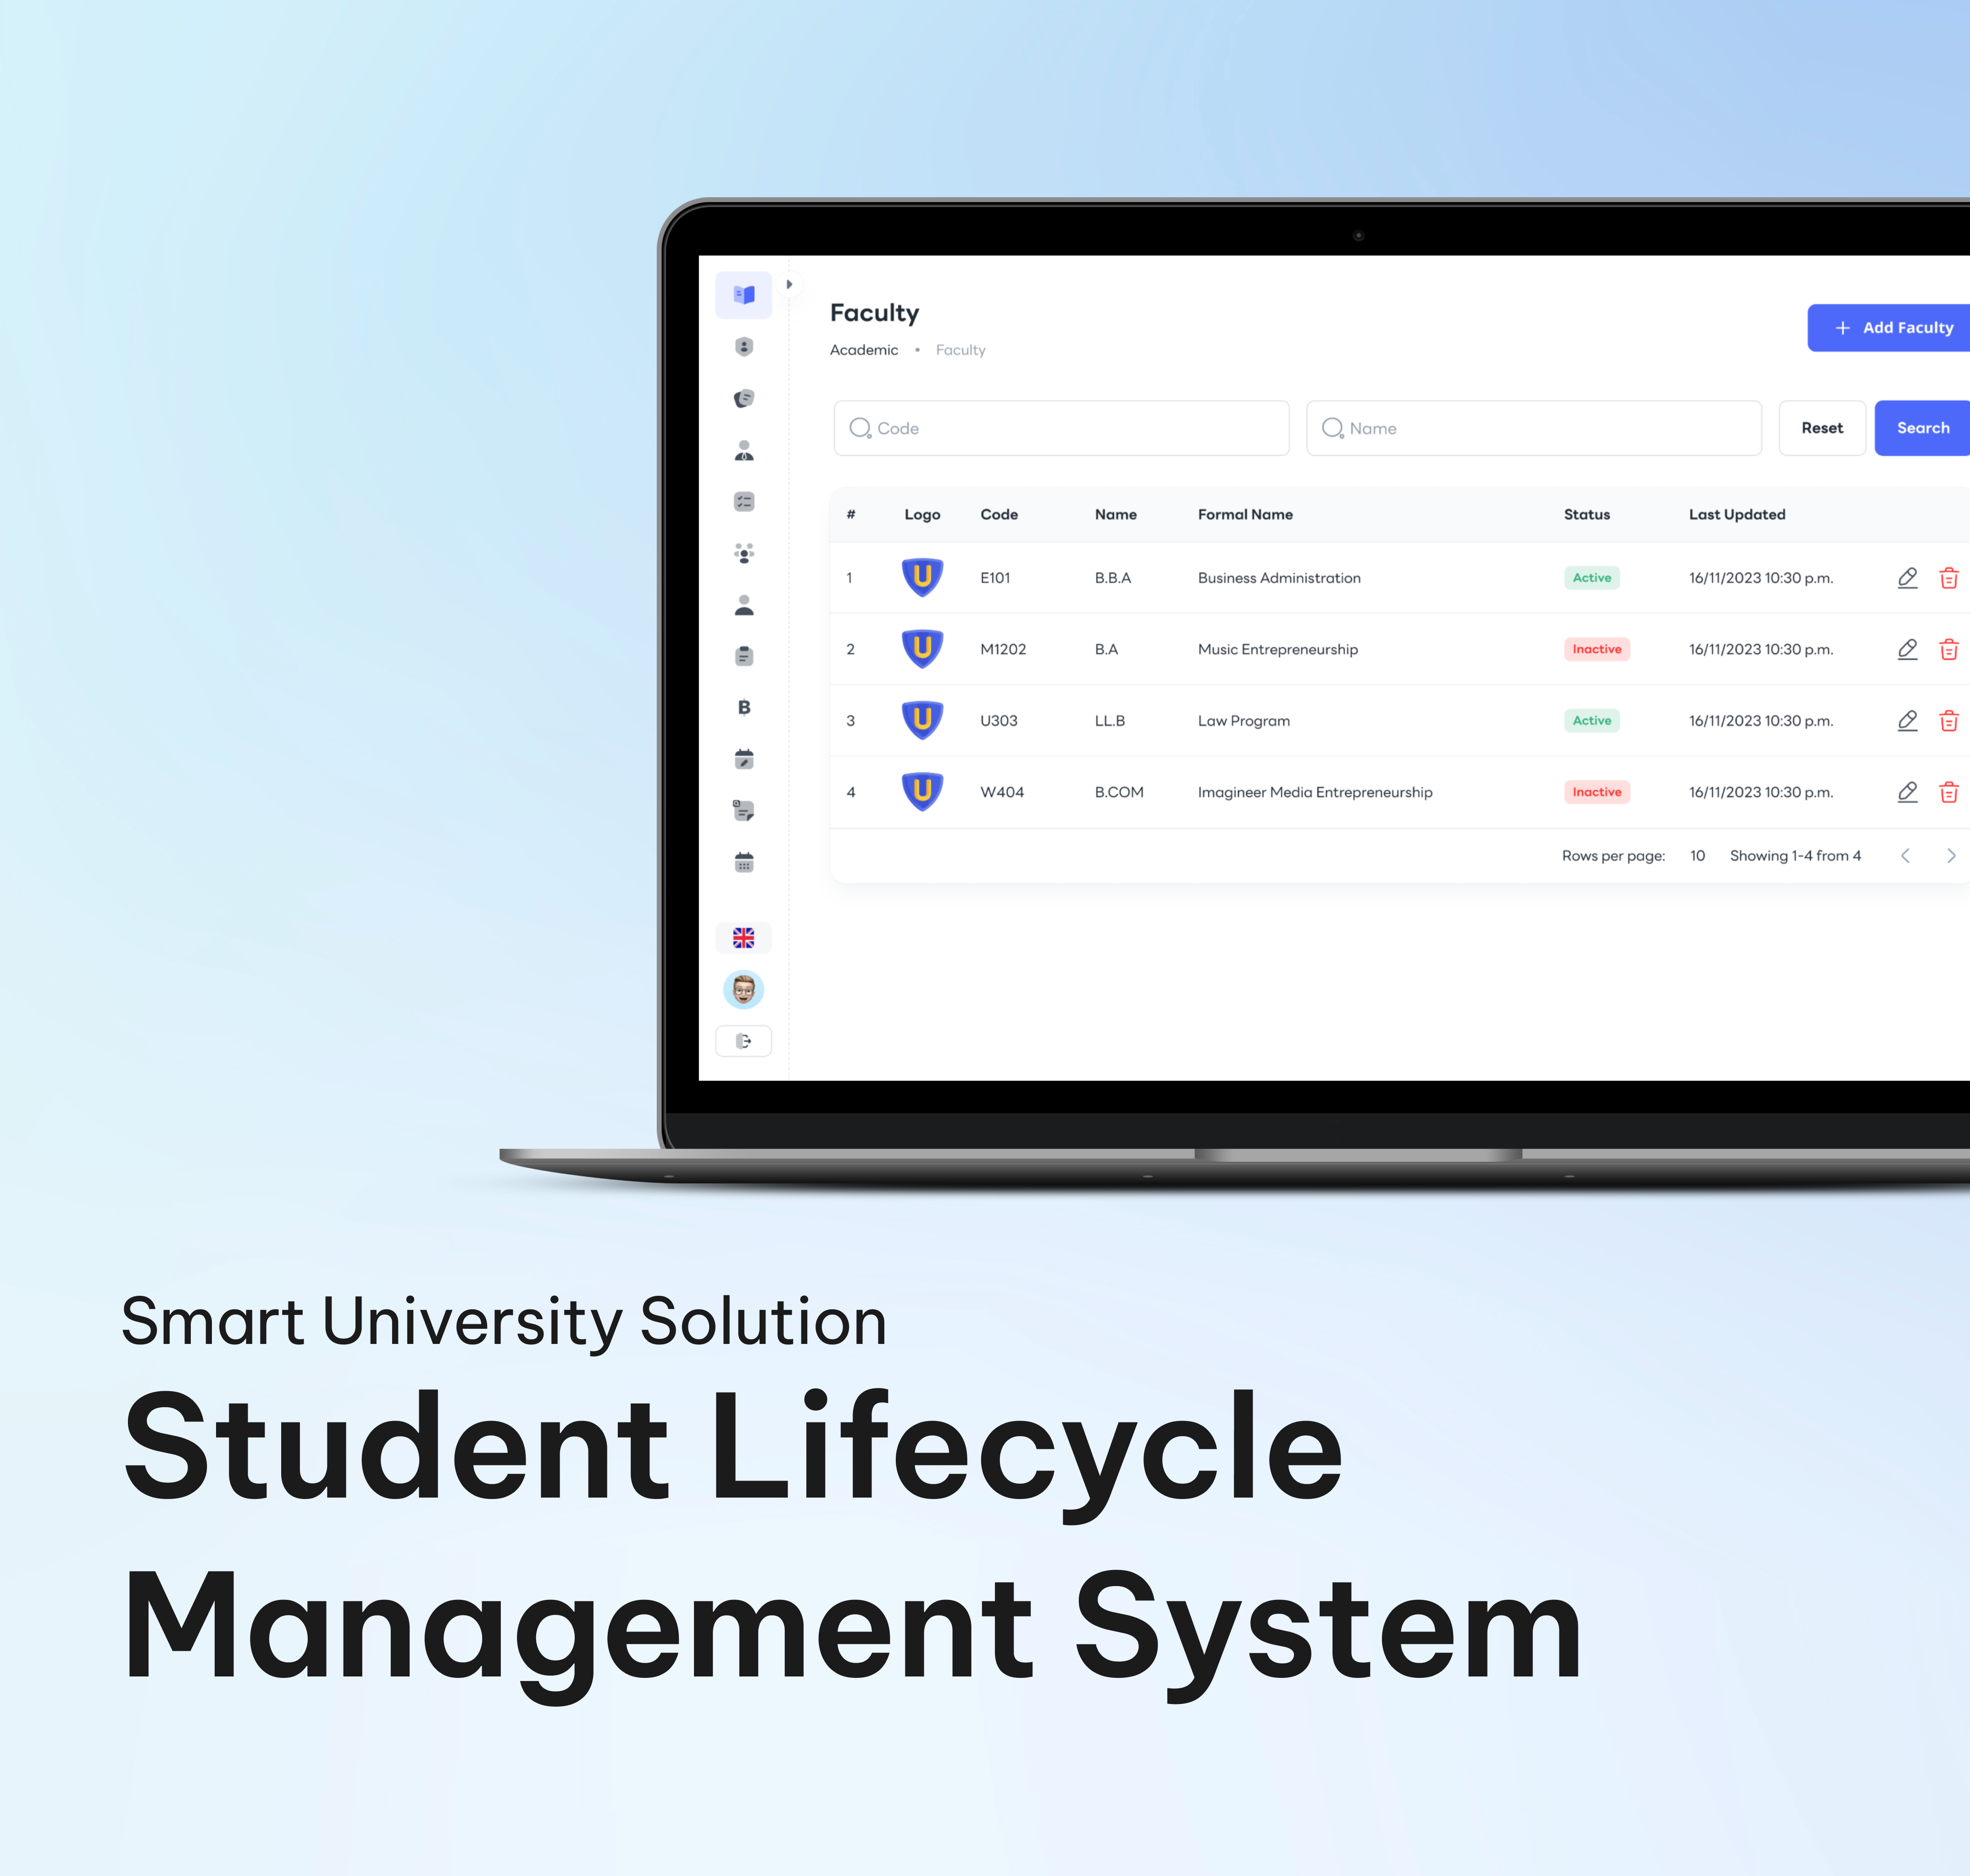 Faculty
Academic • Faculty
+ Add Faculty
Code
Name
Reset
Search
# Logo Code Name Formal Name Status Last Updated
1 U E101 B.B.A Business Administration Active 16/11/2023 10:30 p.m.
2 U M1202 B.A Music Entrepreneurship Inactive 16/11/2023 10:30 p.m.
3 U U303 LL.B Law Program Active 16/11/2023 10:30 p.m.
4 U W404 B.COM Imagineer Media Entrepreneurship Inactive 16/11/2023 10:30 p.m.
Rows per page: 10 Showing 1-4 from 4
Smart University Solution
Student Lifecycle
Management System